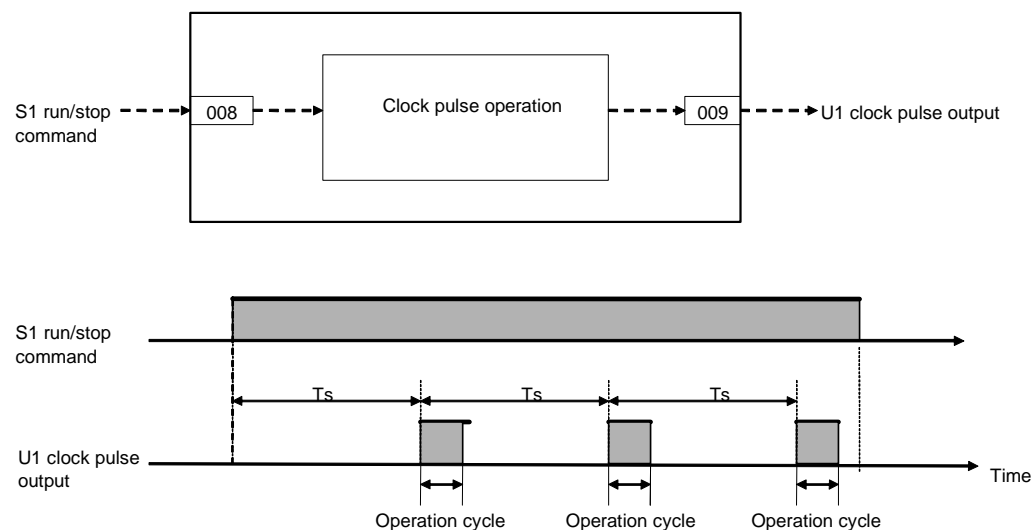 S1 run/stop
command
008
Clock pulse operation
009
U1 clock pulse output
S1 run/stop
command
Ts
Ts
Ts
U1 clock pulse
output
Time
Operation cycle
Operation cycle
Operation cycle